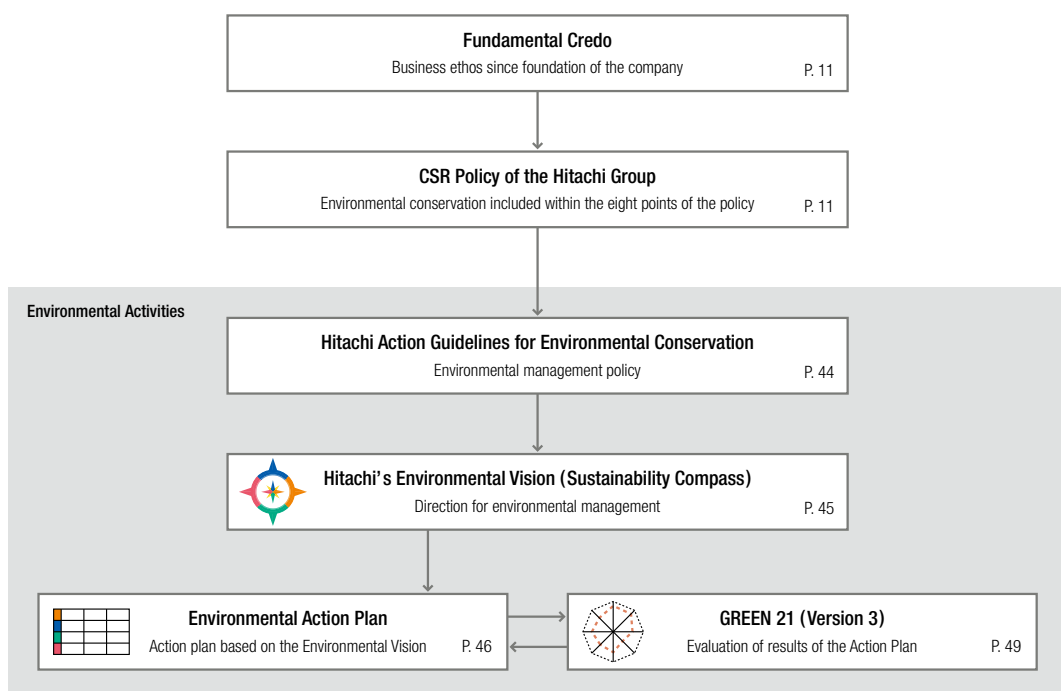 Fundamental Credo
Business ethos since foundation of the company
P. 11
CSR Policy of the Hitachi Group
Environmental conservation included within the eight points of the policy
P. 11
Environmental Activities
Hitachi Action Guidelines for Environmental Conservation
Environmental management policy
P. 44
Hitachi's Environmental Vision (Sustainability Compass)
Direction for environmental management
P. 45
Environmental Action Plan
Action plan based on the Environmental Vision
P. 46
GREEN 21 (Version 3)
Evaluation of results of the Action Plan
P. 49